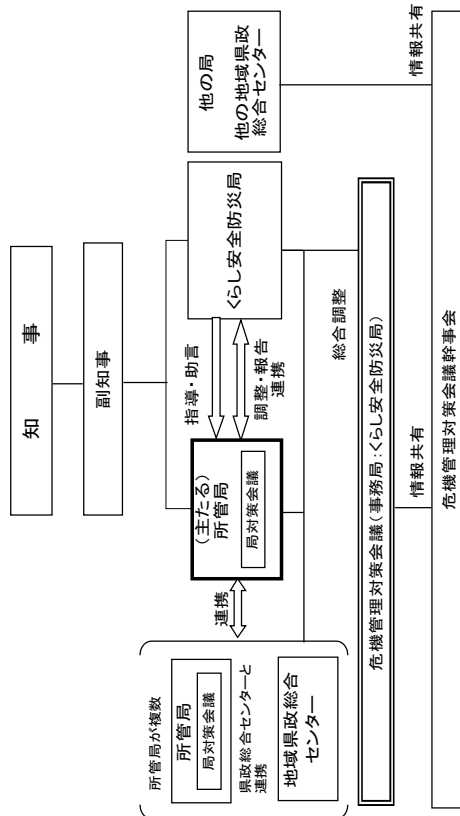 知 事
副知事
所管局が複数
所管局
局対策会議
県政総合センターと
連携
地域県政総合
センター
連携
(主たる)
所管局
局対策会議
指導・助言
調整・報告
連携
くらし安全防災局
他の局
他の地域県政
総合センター
総合調整
危機管理対策会議(事務局:くらし安全防災局)
情報共有
情報共有
危機管理対策会議幹事会